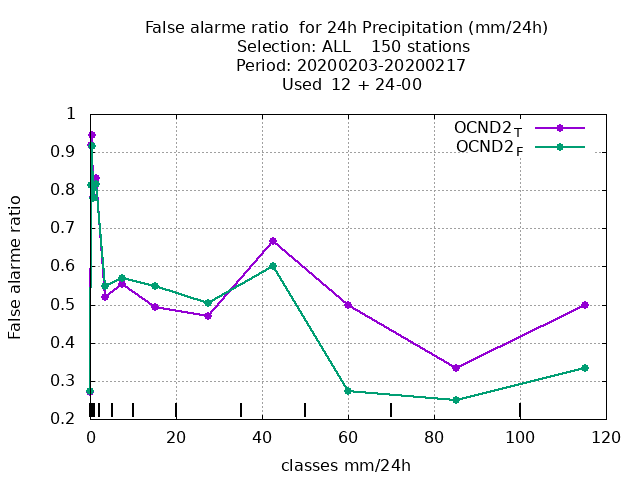 False alarme ratio  for 24h Precipitation (mm/24h)
Selection: ALL    150 stations
Period: 20200203-20200217
Used  12 + 24-00
OCND2T
OCND2F
1
0.9
0.8
0.7
0.6
0.5
0.4
0.3
0.2
False alarme ratio
0 20 40 60 80 100 120
classes mm/24h